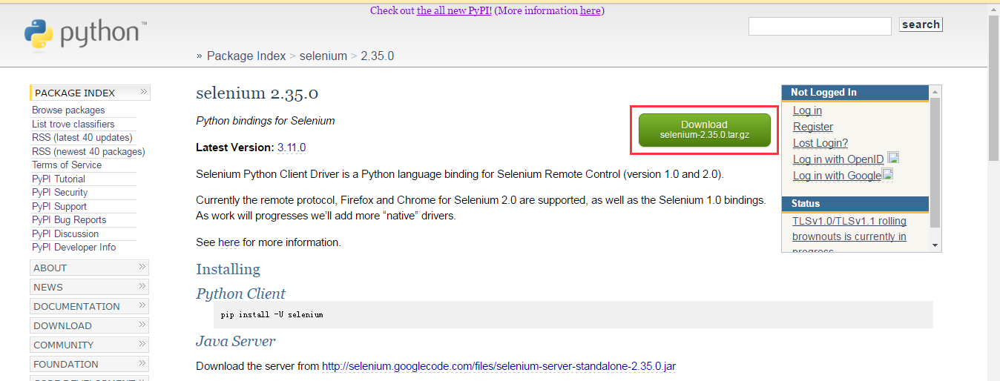 Check out the all new PyPI! (More information here)
python™
search
» Package Index > selenium > 2.35.0
PACKAGE INDEX »
Browse packages
List trove classifiers
RSS (latest 40 updates)
RSS (newest 40 packages)
Terms of Service
PyPI Tutorial
PyPI Security
PyPI Support
PyPI Bug Reports
PyPI Discussion
PyPI Developer Info
ABOUT »
NEWS »
DOCUMENTATION »
DOWNLOAD »
COMMUNITY »
FOUNDATION »
CORE DEVELOPMENT »
selenium 2.35.0
Python bindings for Selenium
Download
selenium-2.35.0.tar.gz
Latest Version: 3.11.0
Selenium Python Client Driver is a Python language binding for Selenium Remote Control (version 1.0 and 2.0).
Currently the remote protocol, Firefox and Chrome for Selenium 2.0 are supported, as well as the Selenium 1.0 bindings.
As work will progresses we’ll add more “native” drivers.
See here for more information.
Installing
Python Client
pip install -U selenium
Java Server
Download the server from http://selenium.googlecode.com/files/selenium-server-standalone-2.35.0.jar
Not Logged In
Log in
Register
Lost Login?
Log in with OpenID
Log in with Google
Status
TLSv1.0/TLSv1.1 rolling
brownouts is currently in
progress